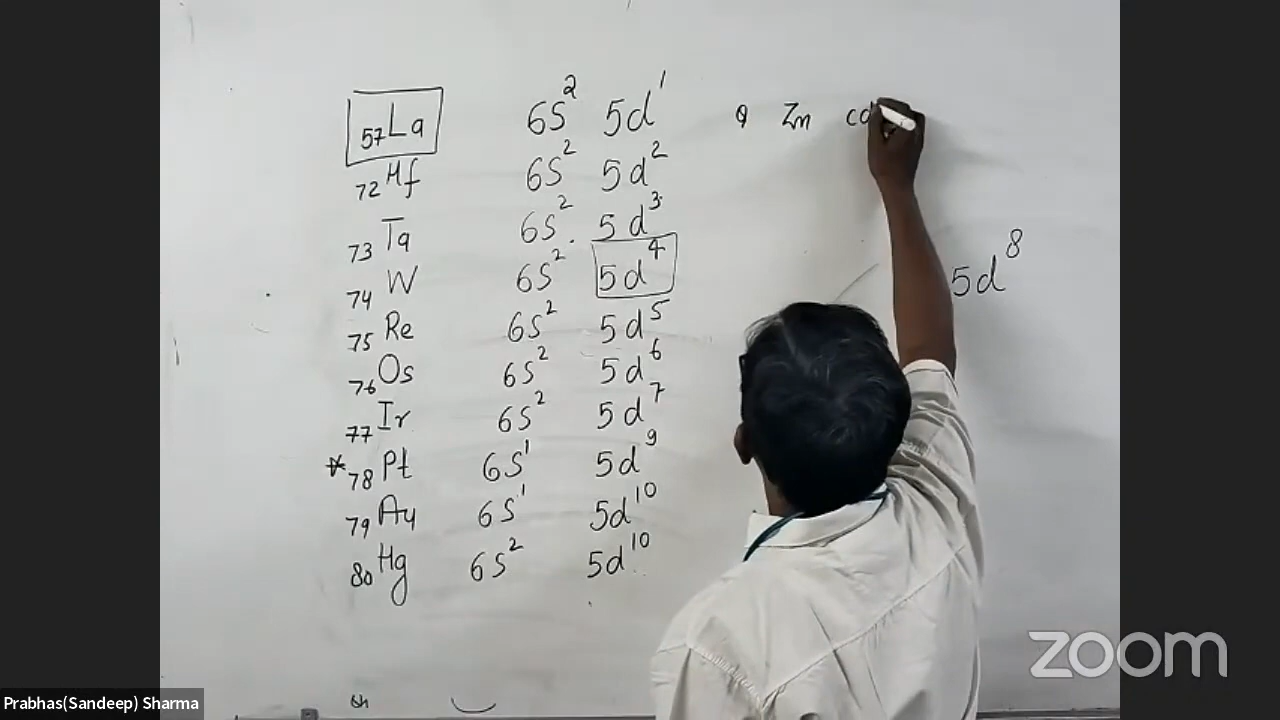 57La 6S² 5d¹ Zn cd
72Hf 6S² 5d²
73Ta 6S² 5d³
74W 6S² 5d⁴ 5d⁸
75Re 6S² 5d⁵
76Os 6S² 5d⁶
77Ir 6S² 5d⁷
*78Pt 6S¹ 5d⁹
79Au 6S¹ 5d¹⁰
80Hg 6S² 5d¹⁰
zoom
Prabhas(Sandeep) Sharma